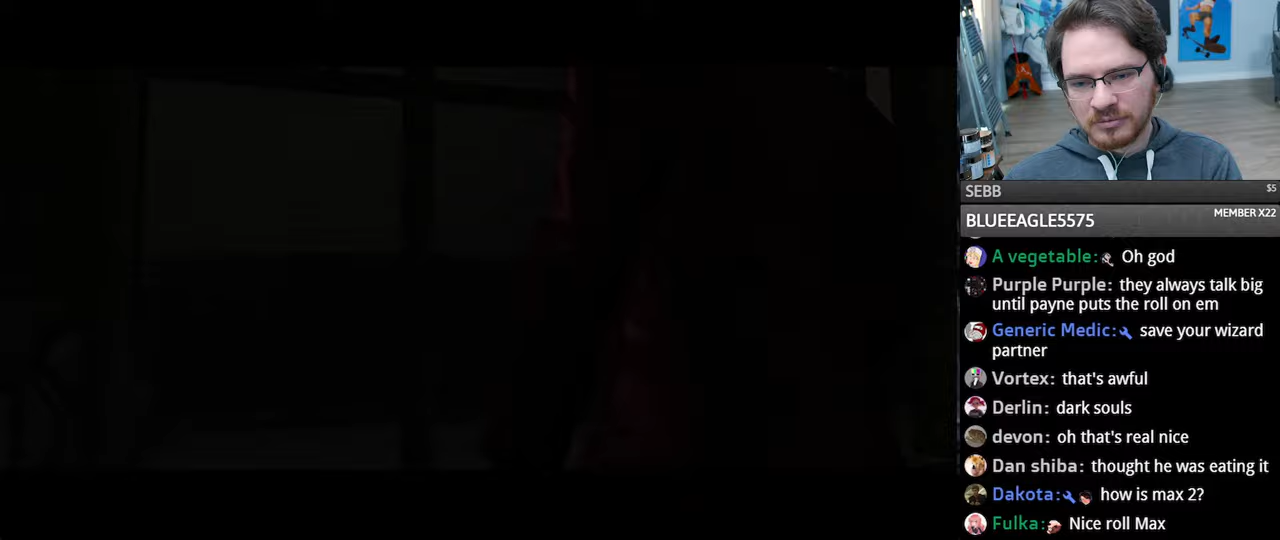 SEBB $5
BLUEEAGLE5575 MEMBER X22
A vegetable: Oh god
Purple Purple: they always talk big
until payne puts the roll on em
Generic Medic: save your wizard
partner
Vortex: that's awful
Derlin: dark souls
devon: oh that's real nice
Dan shiba: thought he was eating it
Dakota: how is max 2?
Fulka: Nice roll Max